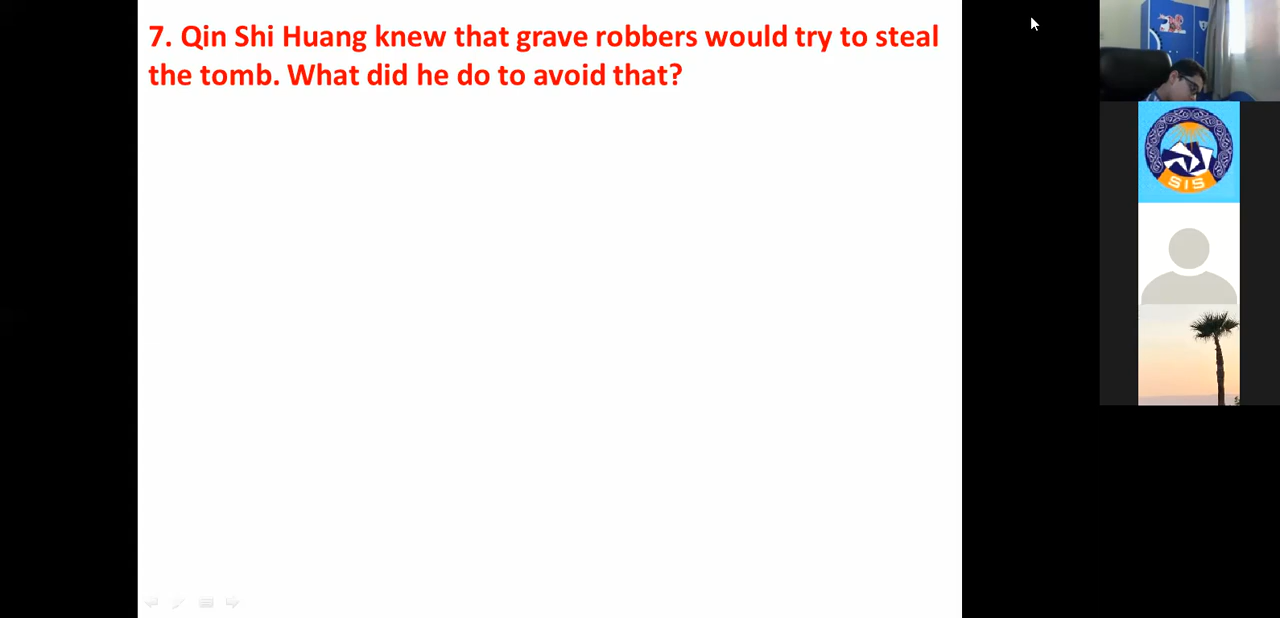 7. Qin Shi Huang knew that grave robbers would try to steal
the tomb. What did he do to avoid that?
SIS